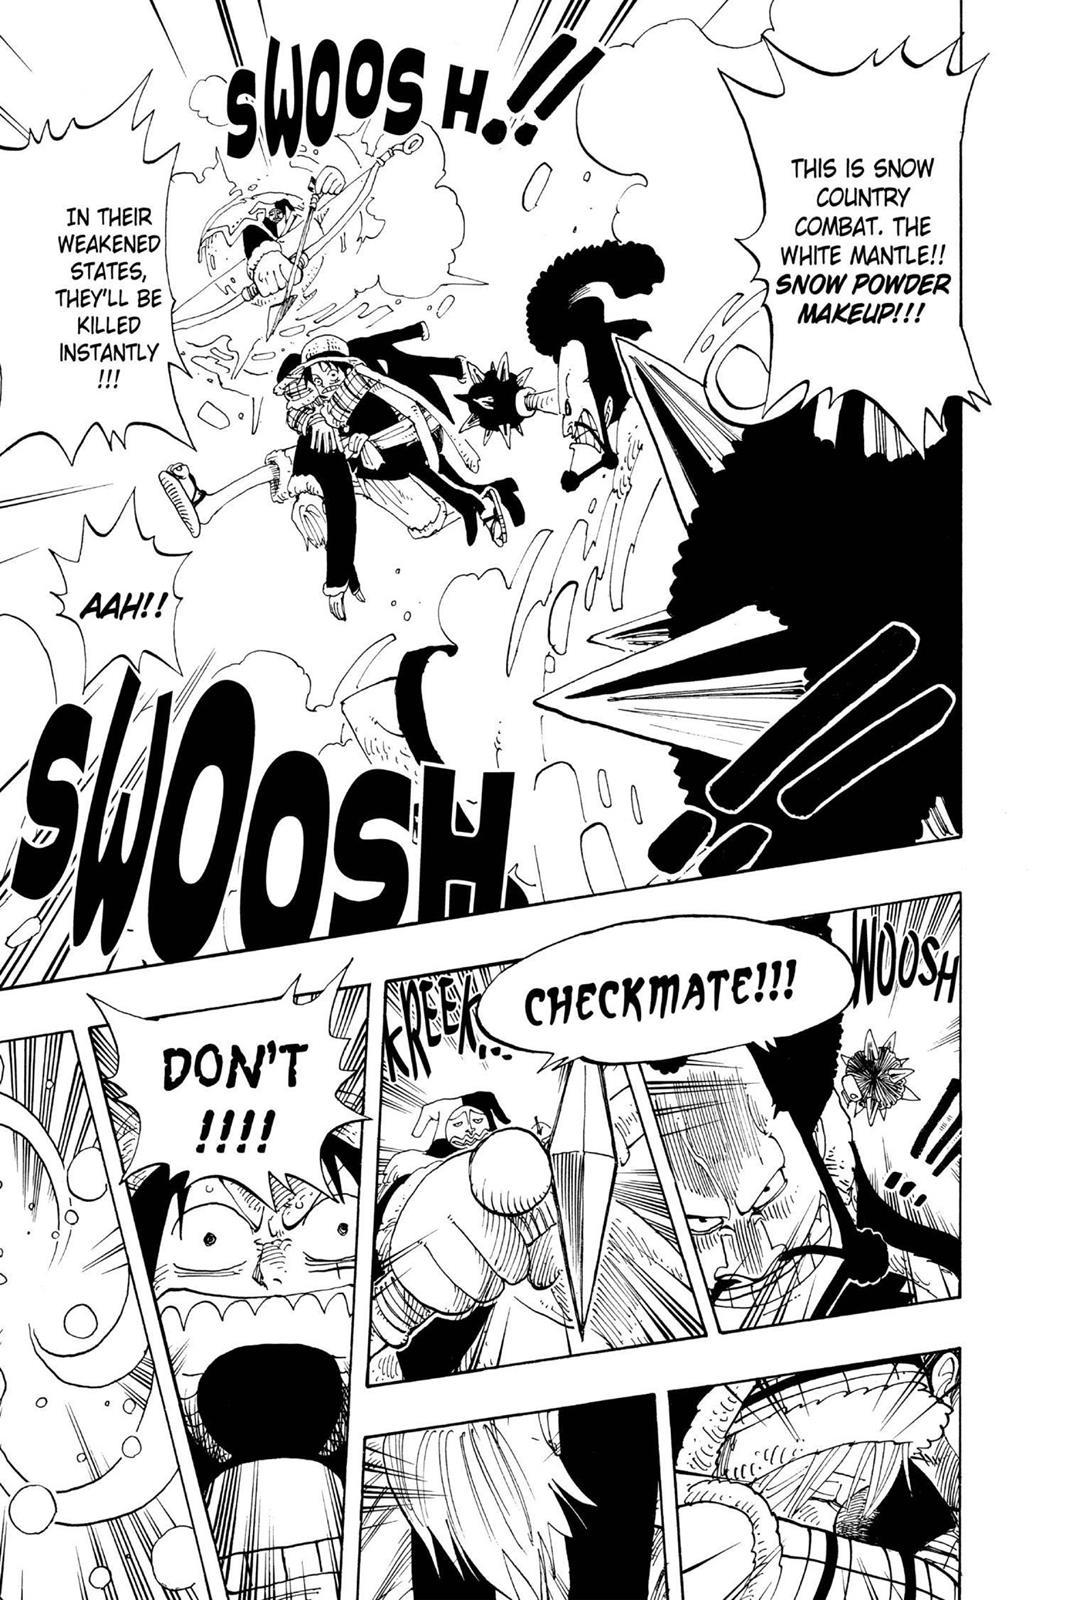 THIS IS SNOW
COUNTRY
COMBAT. THE
WHITE MANTLE!!
SNOW POWDER
MAKEUP!!!
SWOOSH..!!
IN THEIR
WEAKENED
STATES,
THEY'LL BE
KILLED
INSTANTLY
!!!
AAH!!
SWOOSH
WOOSH
!!!...
CHECKMATE!!!
KREEK...
DON'T
!!!!